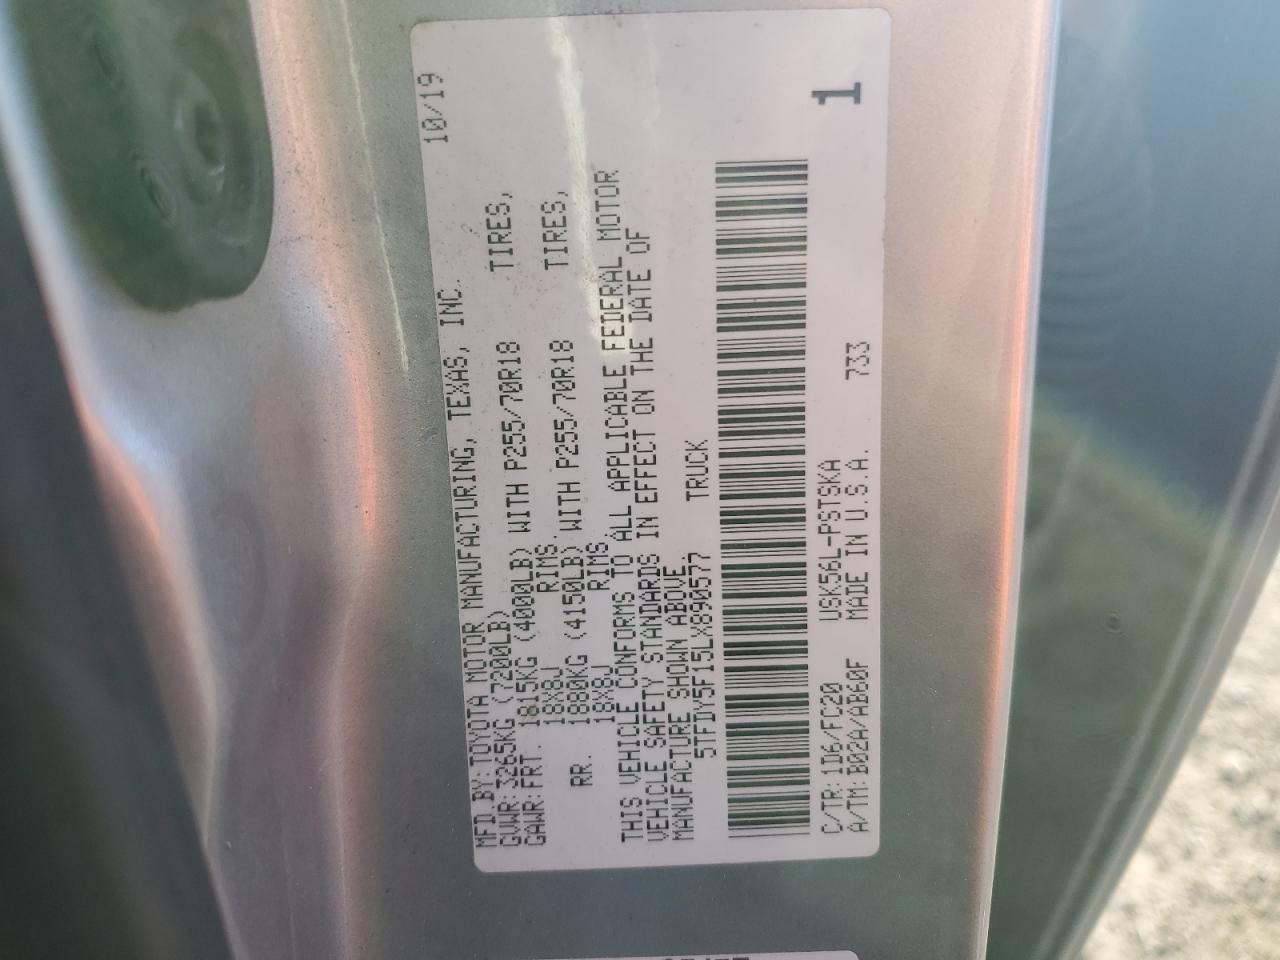 MFD.BY:TOYOTA MOTOR MANUFACTURING, TEXAS, INC. 10/19
GVWR:3265KG(7200LB)
GAWR:FRT. 1815KG (4000LB) WITH P255/70R18 TIRES,
18X8J RIMS.
RR. 1880KG (4150LB) WITH P255/70R18 TIRES,
18X8J RIMS
THIS VEHICLE CONFORMS TO ALL APPLICABLE FEDERAL MOTOR
VEHICLE SAFETY STANDARDS IN EFFECT ON THE DATE OF
MANUFACTURE SHOWN ABOVE
5TFDY5F15LX890577 TRUCK
C/TR:1D6/FC20 USK56L-PSTSKA 1
A/TM:B02A/AB60F MADE IN U.S.A. 733